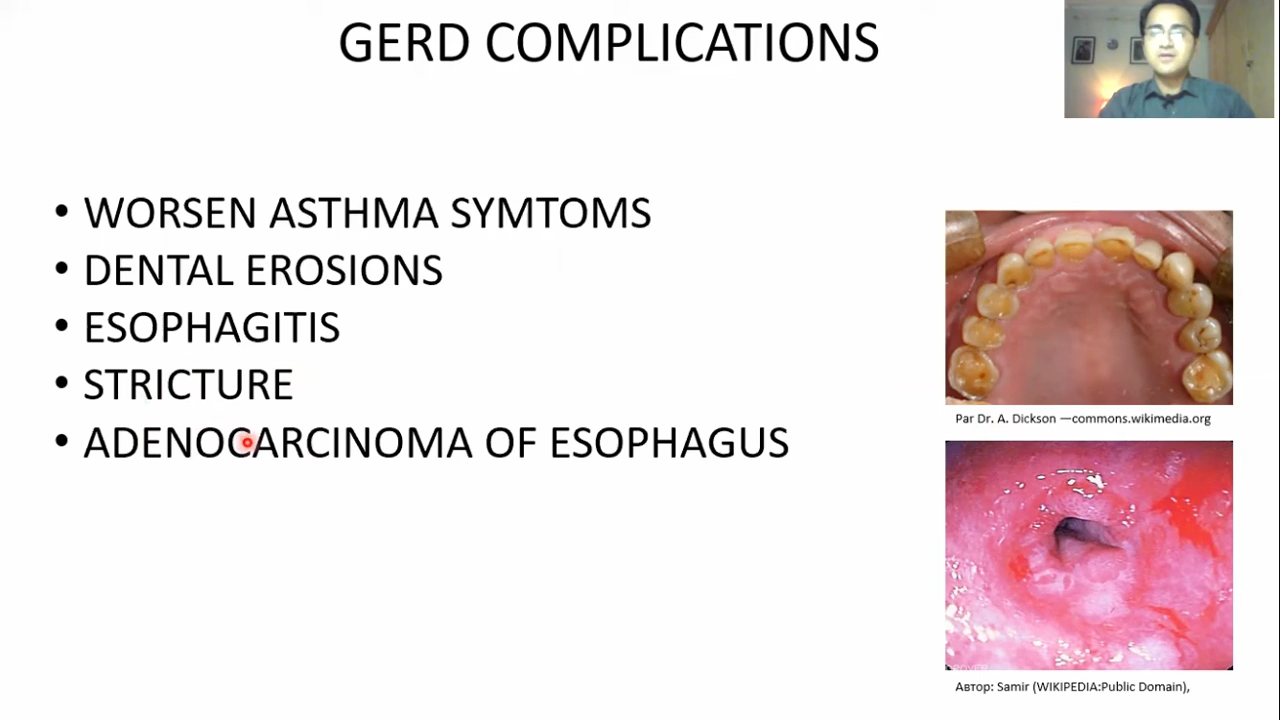 GERD COMPLICATIONS
• WORSEN ASTHMA SYMTOMS
• DENTAL EROSIONS
• ESOPHAGITIS
• STRICTURE
• ADENOCARCINOMA OF ESOPHAGUS
Par Dr. A. Dickson —commons.wikimedia.org
Автор: Samir (WIKIPEDIA:Public Domain),